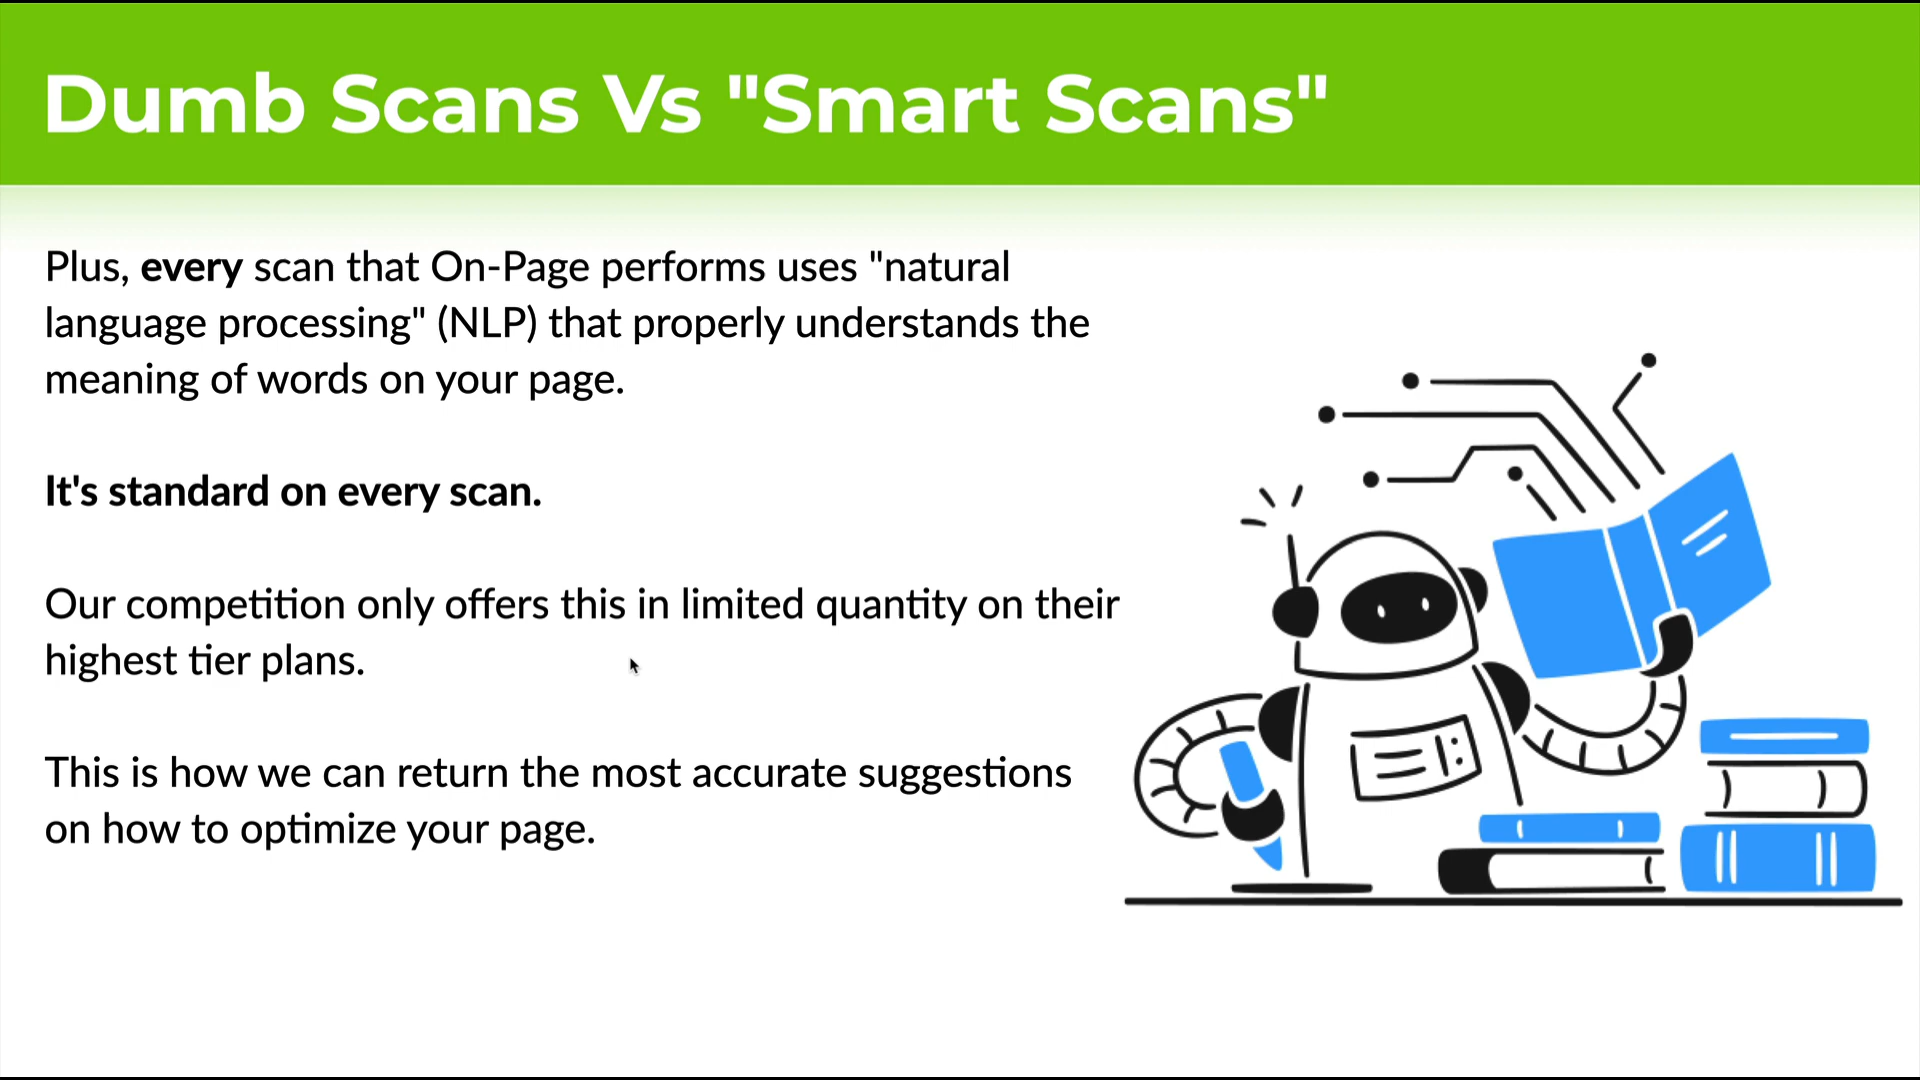 Dumb Scans Vs "Smart Scans"
Plus, every scan that On-Page performs uses "natural
language processing" (NLP) that properly understands the
meaning of words on your page.
It's standard on every scan.
Our competition only offers this in limited quantity on their
highest tier plans.
This is how we can return the most accurate suggestions
on how to optimize your page.